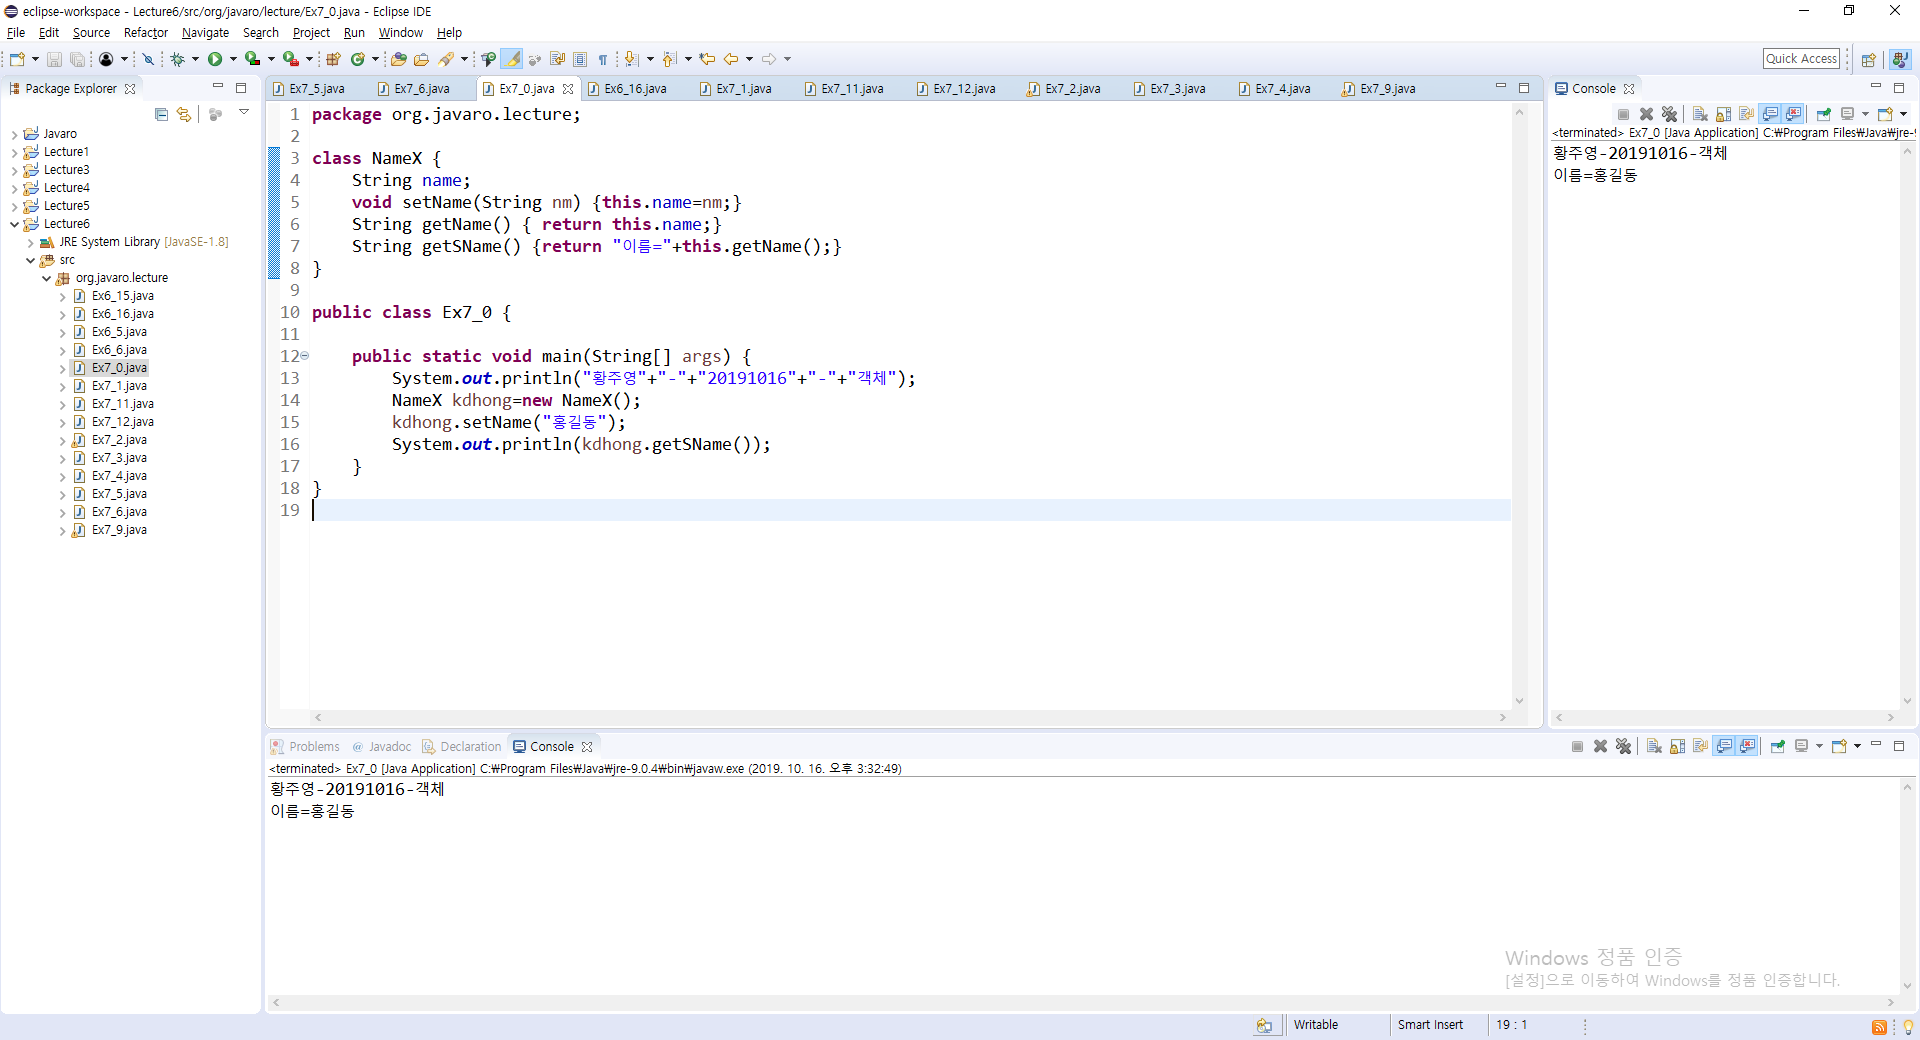 eclipse-workspace - Lecture6/src/org/javaro/lecture/Ex7_0.java - Eclipse IDE
File Edit Source Refactor Navigate Search Project Run Window Help
Quick Access
Package Explorer
Javaro
Lecture1
Lecture3
Lecture4
Lecture5
Lecture6
JRE System Library [JavaSE-1.8]
src
org.javaro.lecture
Ex6_15.java
Ex6_16.java
Ex6_5.java
Ex6_6.java
Ex7_0.java
Ex7_1.java
Ex7_11.java
Ex7_12.java
Ex7_2.java
Ex7_3.java
Ex7_4.java
Ex7_5.java
Ex7_6.java
Ex7_9.java
Ex7_5.java Ex7_6.java Ex7_0.java Ex6_16.java Ex7_1.java Ex7_11.java Ex7_12.java Ex7_2.java Ex7_3.java Ex7_4.java Ex7_9.java
1 package org.javaro.lecture;
2
3 class NameX {
4 String name;
5 void setName(String nm) {this.name=nm;}
6 String getName() { return this.name;}
7 String getSName() {return "이름="+this.getName();}
8 }
9
10 public class Ex7_0 {
11
12 public static void main(String[] args) {
13 System.out.println("황주영"+"-"+"20191016"+"-"+"객체");
14 NameX kdhong=new NameX();
15 kdhong.setName("홍길동");
16 System.out.println(kdhong.getSName());
17 }
18 }
19
Console
<terminated> Ex7_0 [Java Application] C:₩Program Files₩Java₩jre-9
황주영-20191016-객체
이름=홍길동
Problems @ Javadoc Declaration Console
<terminated> Ex7_0 [Java Application] C:₩Program Files₩Java₩jre-9.0.4₩bin₩javaw.exe (2019. 10. 16. 오후 3:32:49)
황주영-20191016-객체
이름=홍길동
Windows 정품 인증
[설정]으로 이동하여 Windows를 정품 인증합니다.
Writable Smart Insert 19 : 1